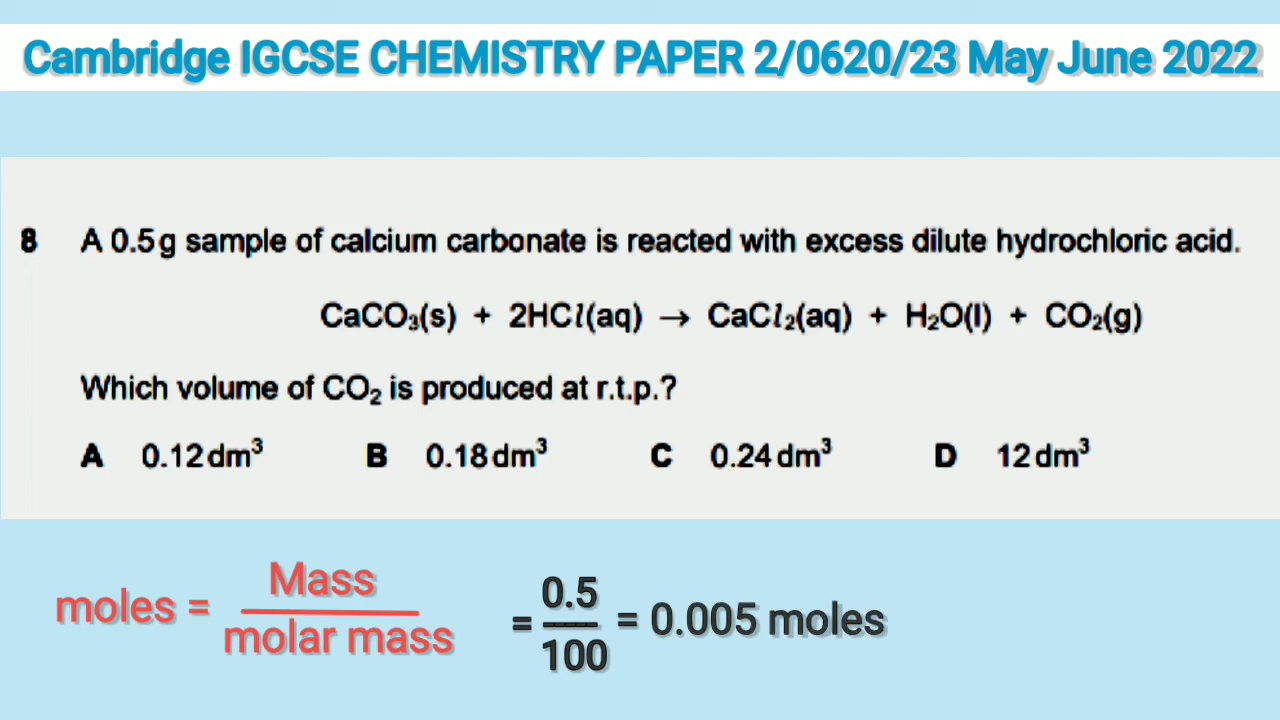 Cambridge IGCSE CHEMISTRY PAPER 2/0620/23 May June 2022
8 A 0.5g sample of calcium carbonate is reacted with excess dilute hydrochloric acid.
CaCO₃(s) + 2HCl(aq) → CaCl₂(aq) + H₂O(l) + CO₂(g)
Which volume of CO₂ is produced at r.t.p.?
A 0.12dm³ B 0.18dm³ C 0.24dm³ D 12dm³
moles = Mass / molar mass = 0.5 / 100 = 0.005 moles